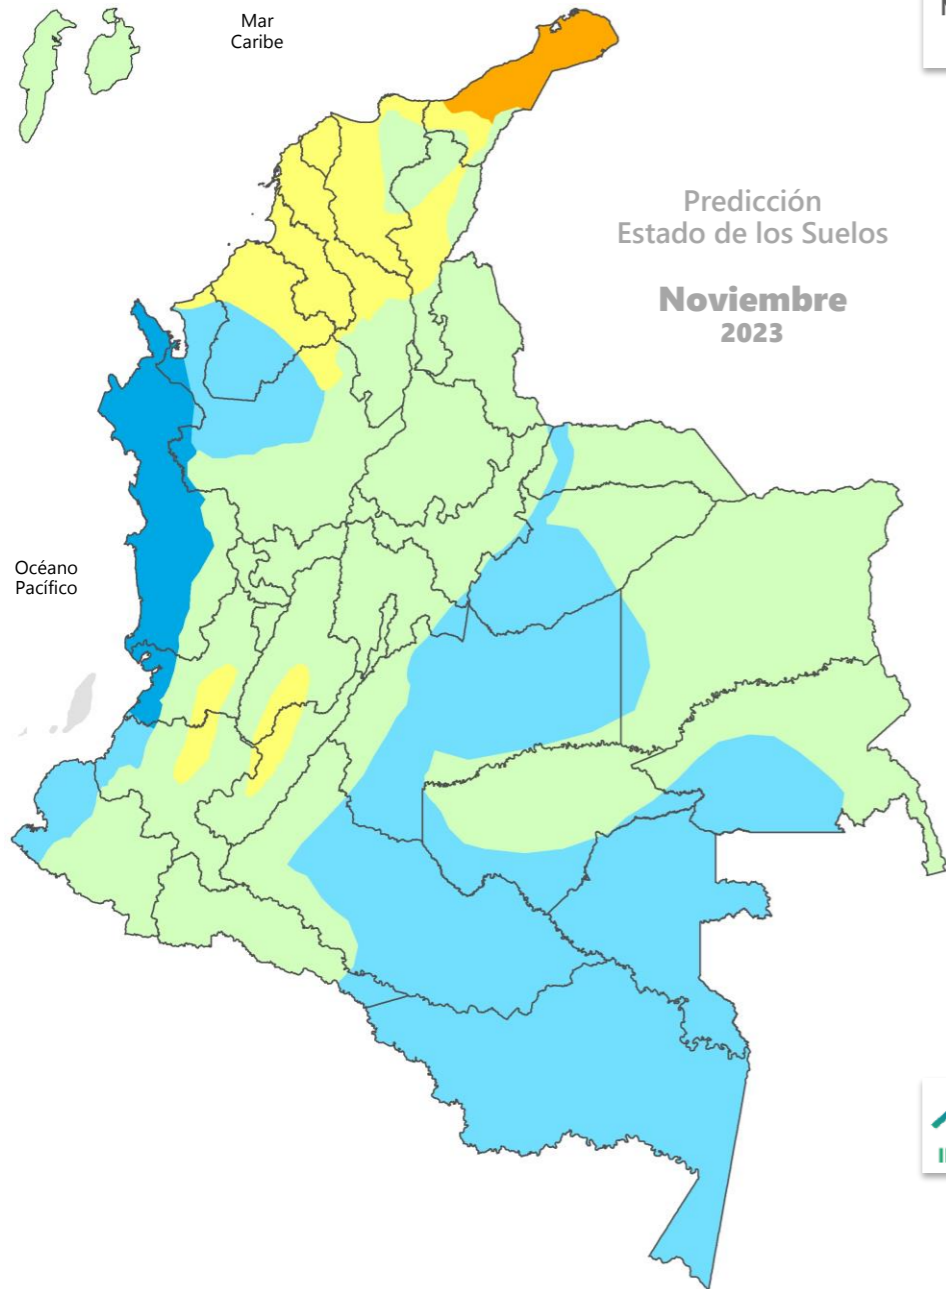 Mar
Caribe
Predicción
Estado de los Suelos
Noviembre
2023
Océano
Pacífico